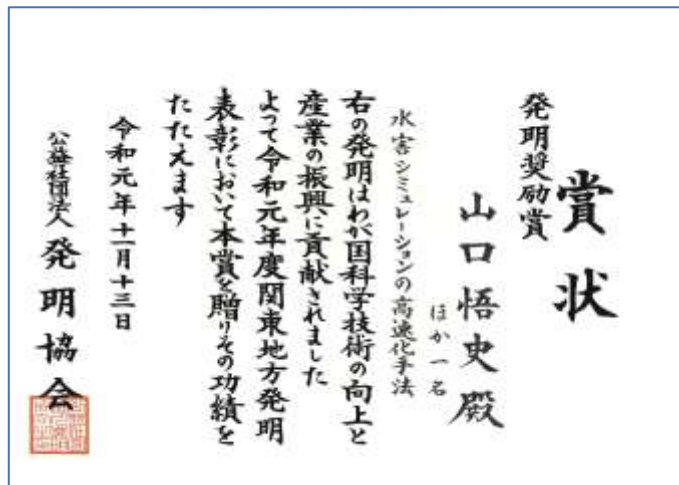 賞状
発明奨励賞
山口悟史殿
ほか一名
水害シミュレーションの高速化手法
右の発明はわが国科学技術の向上と
産業の振興に貢献されました
よって令和元年度関東地方発明
表彰において本賞を贈りその功績を
たたえます
令和元年十一月十三日
公益社団法人発明協会